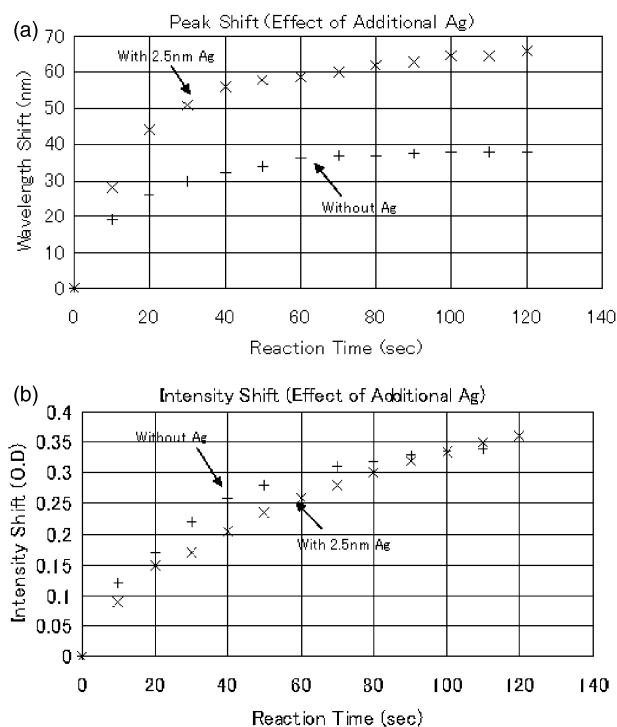 (a)
Peak Shift (Effect of Additional Ag)
70
60
50
40
30
20
10
0
Wavelength Shift (nm)
With 2.5nm Ag
Without Ag
0 20 40 60 80 100 120 140
Reaction Time (sec)
(b)
Intensity Shift (Effect of Additional Ag)
0.4
0.35
0.3
0.25
0.2
0.15
0.1
0.05
0
Intensity Shift (O.D)
Without Ag
With 2.5nm Ag
0 20 40 60 80 100 120 140
Reaction Time (sec)